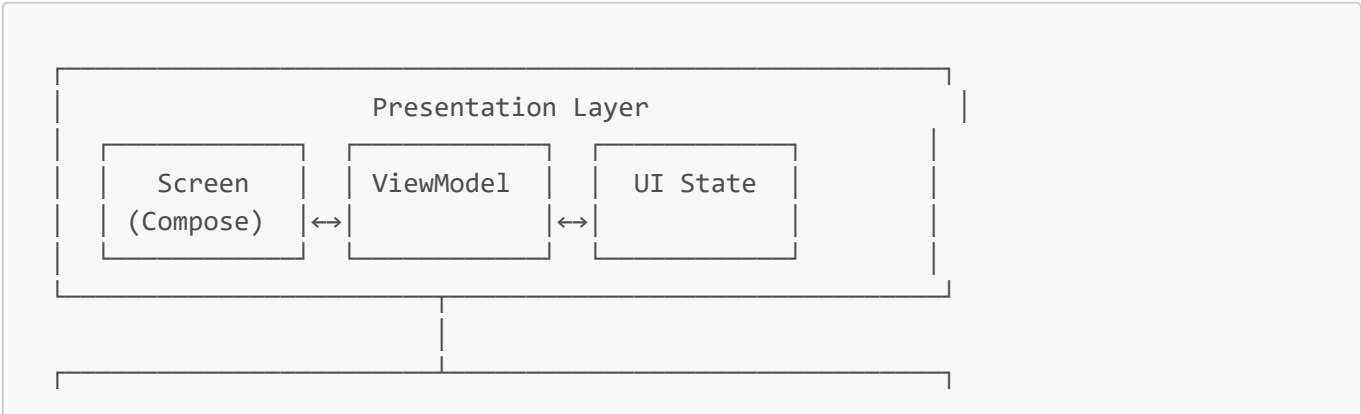 Presentation Layer
Screen ViewModel UI State
(Compose) ↔ ↔